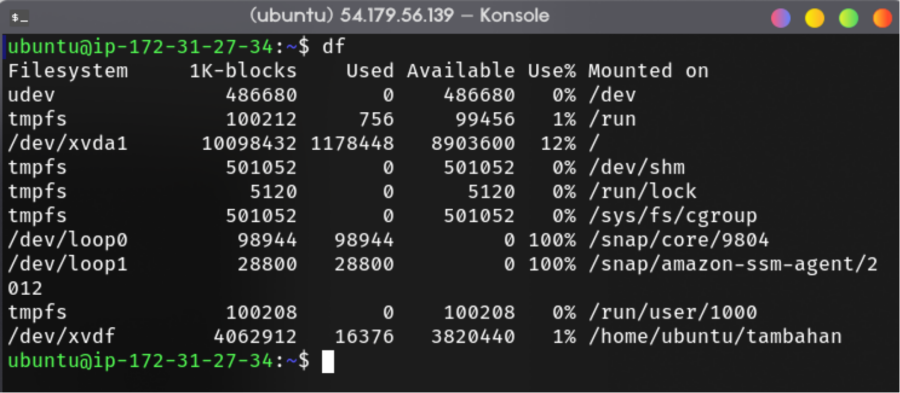 (ubuntu) 54.179.56.139 — Konsole
ubuntu@ip-172-31-27-34:~$ df
Filesystem     1K-blocks    Used Available Use% Mounted on
udev              486680       0    486680   0% /dev
tmpfs             100212     756     99456   1% /run
/dev/xvda1      10098432 1178448   8903600  12% /
tmpfs             501052       0    501052   0% /dev/shm
tmpfs               5120       0      5120   0% /run/lock
tmpfs             501052       0    501052   0% /sys/fs/cgroup
/dev/loop0         98944   98944         0 100% /snap/core/9804
/dev/loop1         28800   28800         0 100% /snap/amazon-ssm-agent/2
012
tmpfs             100208       0    100208   0% /run/user/1000
/dev/xvdf        4062912   16376   3820440   1% /home/ubuntu/tambahan
ubuntu@ip-172-31-27-34:~$